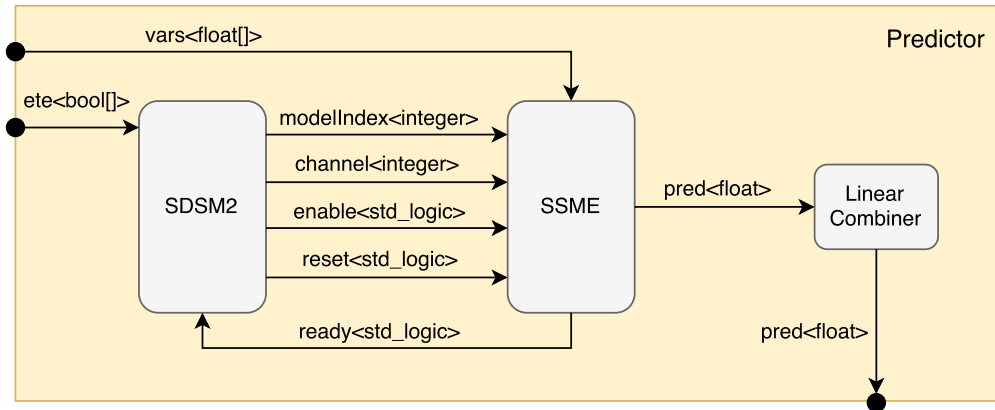 vars<float[]>
Predictor
ete<bool[]>
modelIndex<integer>
channel<integer>
enable<std_logic>
reset<std_logic>
ready<std_logic>
SDSM2
SSME
pred<float>
Linear
Combiner
pred<float>